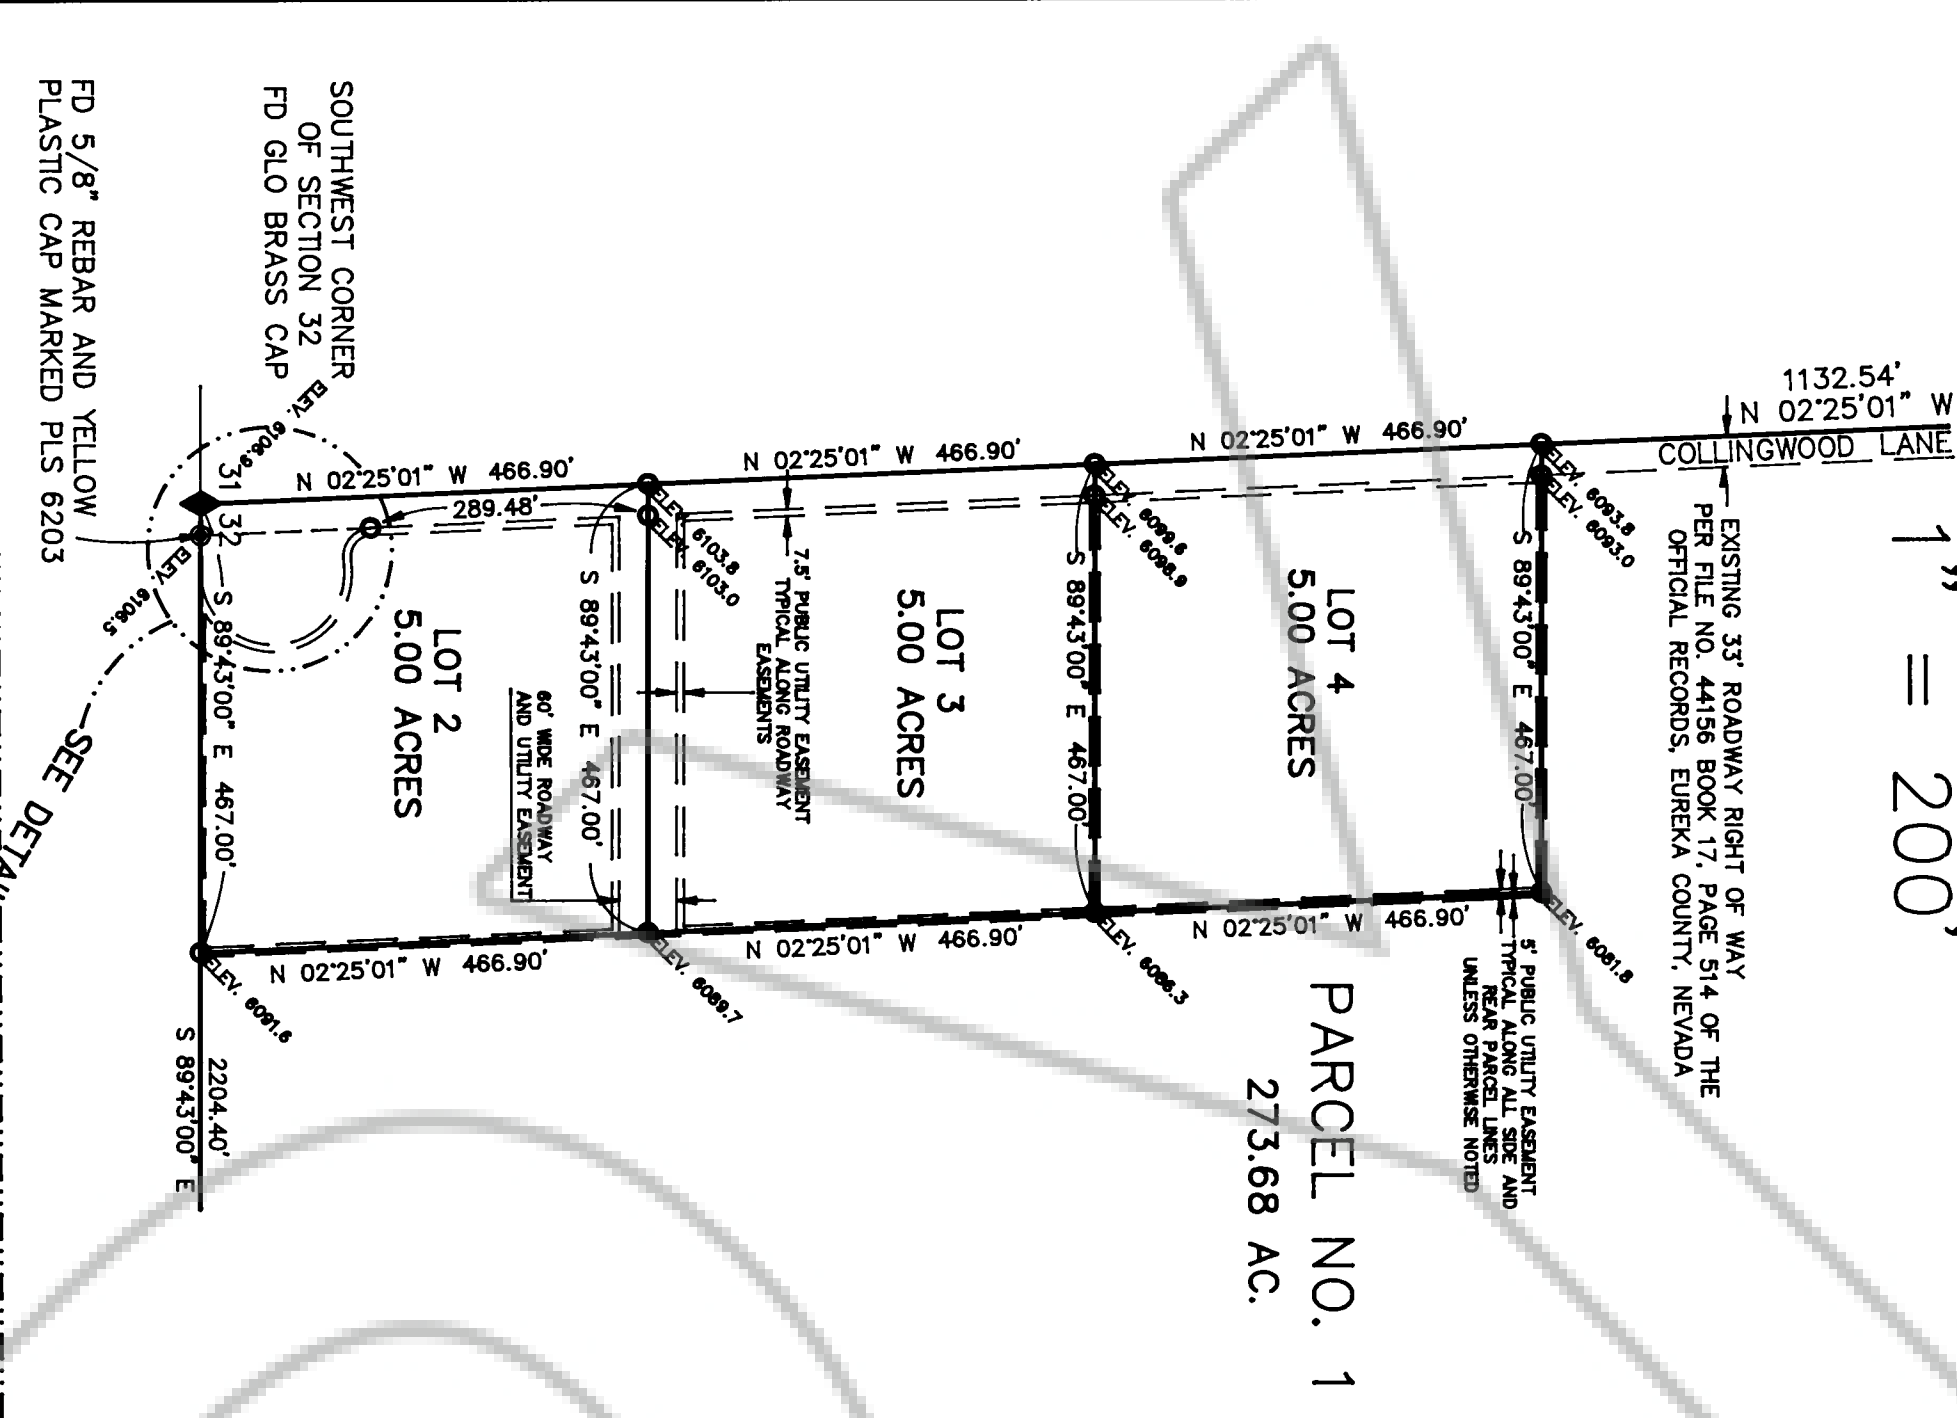 1" = 200'
1132.54'
N 02°25'01" W
COLLINGWOOD LANE
EXISTING 33' ROADWAY RIGHT OF WAY
PER FILE NO. 44156 BOOK 17, PAGE 514 OF THE
OFFICIAL RECORDS, EUREKA COUNTY, NEVADA
ELEV. 6093.8
ELEV. 6093.0
S 89°43'00" E 467.00'
ELEV. 6081.8
5' PUBLIC UTILITY EASEMENT
TYPICAL ALONG ALL SIDE AND
REAR PARCEL LINES
UNLESS OTHERWISE NOTED
N 02°25'01" W 466.90'
LOT 4
5.00 ACRES
N 02°25'01" W 466.90'
PARCEL NO. 1
273.68 AC.
ELEV. 6099.6
ELEV. 6098.9
S 89°43'00" E 467.00'
ELEV. 6086.3
N 02°25'01" W 466.90'
LOT 3
5.00 ACRES
N 02°25'01" W 466.90'
7.5' PUBLIC UTILITY EASEMENT
TYPICAL ALONG ROADWAY
EASEMENTS
ELEV. 6103.8
ELEV. 6103.0
S 89°43'00" E 467.00'
ELEV. 6089.7
60' WIDE ROADWAY
AND UTILITY EASEMENT
N 02°25'01" W 466.90'
289.48'
LOT 2
5.00 ACRES
N 02°25'01" W 466.90'
SOUTHWEST CORNER
OF SECTION 32
FD GLO BRASS CAP
ELEV. 6106.9
31
32
S 89°43'00" E 467.00'
ELEV. 6091.6
2204.40'
S 89°43'00" E
ELEV. 6106.5
FD 5/8" REBAR AND YELLOW
PLASTIC CAP MARKED PLS 6203
SEE DETAIL